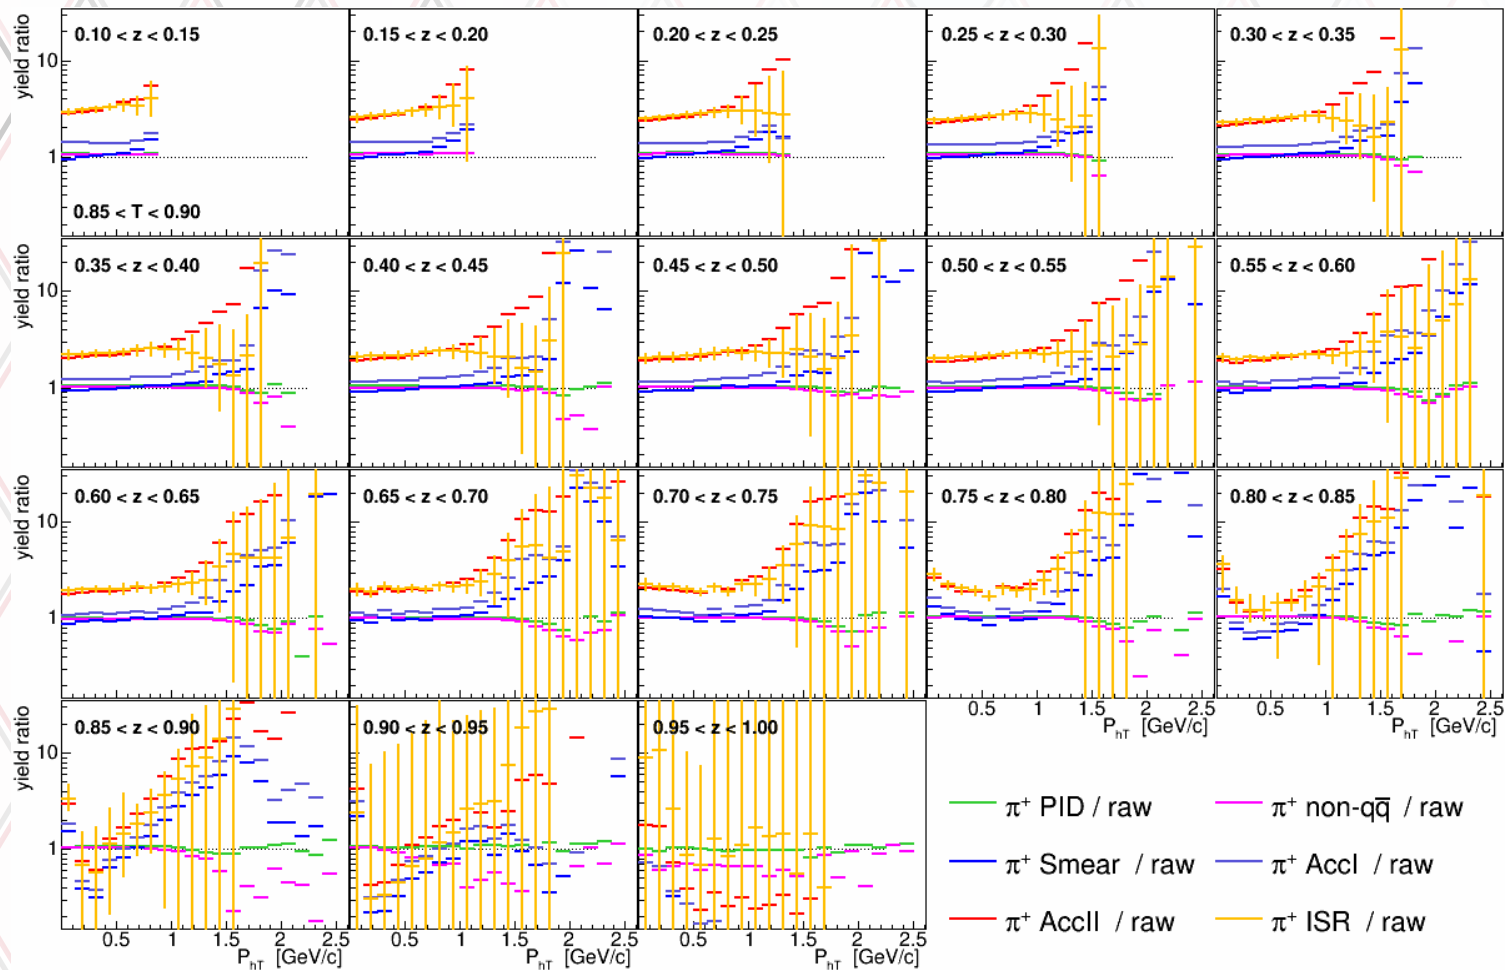 yield ratio
10
1
0.10 < z < 0.15
0.85 < T < 0.90
0.15 < z < 0.20
0.20 < z < 0.25
0.25 < z < 0.30
0.30 < z < 0.35
yield ratio
10
1
0.35 < z < 0.40
0.40 < z < 0.45
0.45 < z < 0.50
0.50 < z < 0.55
0.55 < z < 0.60
yield ratio
10
1
0.60 < z < 0.65
0.65 < z < 0.70
0.70 < z < 0.75
0.75 < z < 0.80
0.80 < z < 0.85
0.5 1 1.5 2 2.5
P_hT [GeV/c]
0.5 1 1.5 2 2.5
P_hT [GeV/c]
yield ratio
10
1
0.85 < z < 0.90
0.90 < z < 0.95
0.95 < z < 1.00
0.5 1 1.5 2 2.5
P_hT [GeV/c]
0.5 1 1.5 2 2.5
P_hT [GeV/c]
0.5 1 1.5 2 2.5
P_hT [GeV/c]
π⁺ PID / raw
π⁺ non-qq̅ / raw
π⁺ Smear / raw
π⁺ AccI / raw
π⁺ AccII / raw
π⁺ ISR / raw